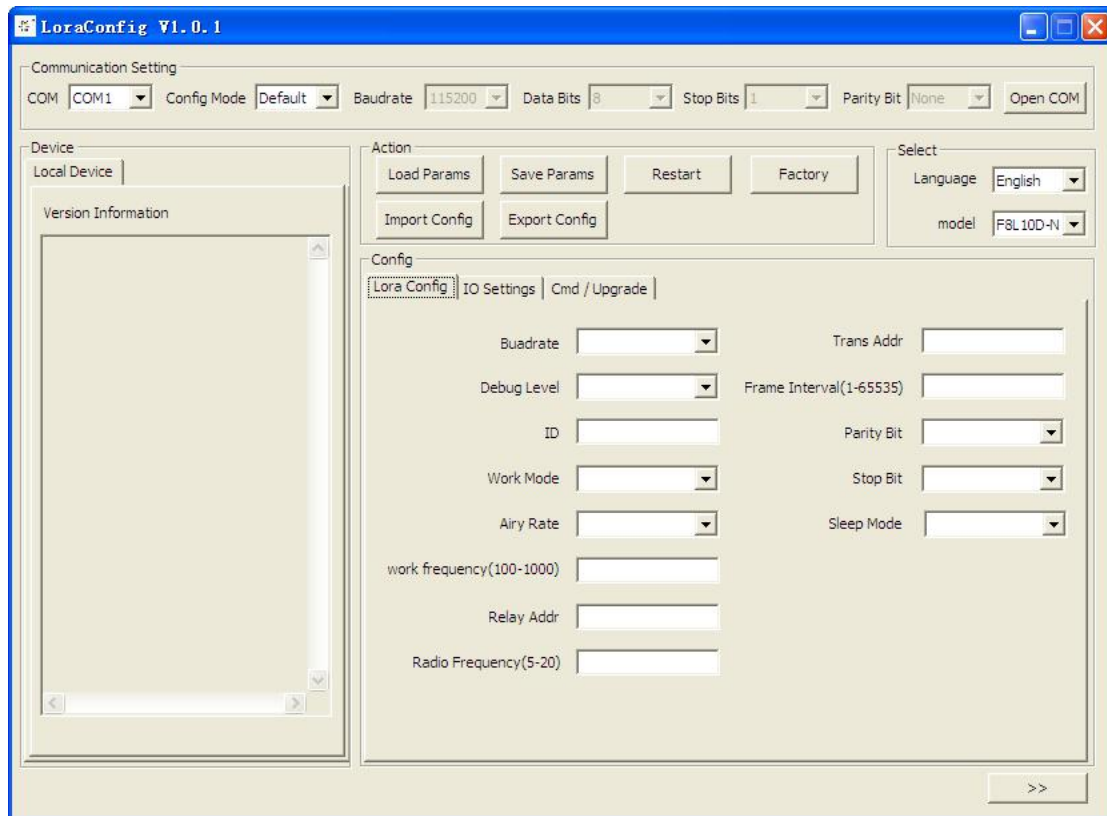 LoraConfig V1.0.1
Communication Setting
COM COM1 Config Mode Default Baudrate 115200 Data Bits 8 Stop Bits 1 Parity Bit None Open COM
Device
Local Device
Version Information
Action
Load Params Save Params Restart Factory
Import Config Export Config
Select
Language English
model F8L10D-N
Config
Lora Config IO Settings Cmd / Upgrade
Buadrate Trans Addr
Debug Level Frame Interval(1-65535)
ID Parity Bit
Work Mode Stop Bit
Airy Rate Sleep Mode
work frequency(100-1000)
Relay Addr
Radio Frequency(5-20)
>>